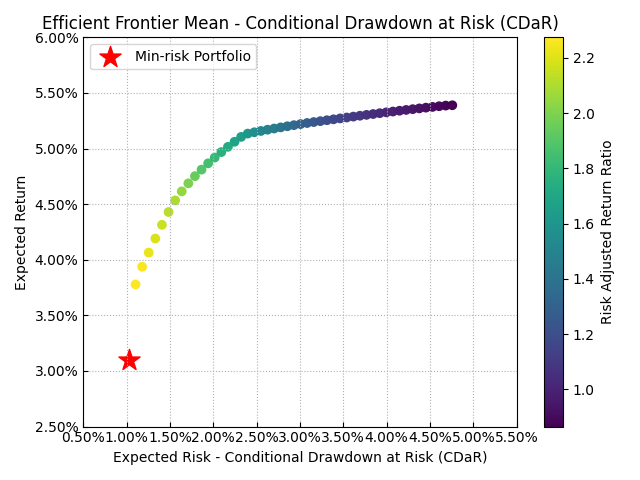 Efficient Frontier Mean - Conditional Drawdown at Risk (CDaR)
Min-risk Portfolio
6.00%
5.50%
5.00%
4.50%
4.00%
3.50%
3.00%
2.50%
Expected Return
0.50% 1.00% 1.50% 2.00% 2.50% 3.00% 3.50% 4.00% 4.50% 5.00% 5.50%
Expected Risk - Conditional Drawdown at Risk (CDaR)
2.2
2.0
1.8
1.6
1.4
1.2
1.0
Risk Adjusted Return Ratio